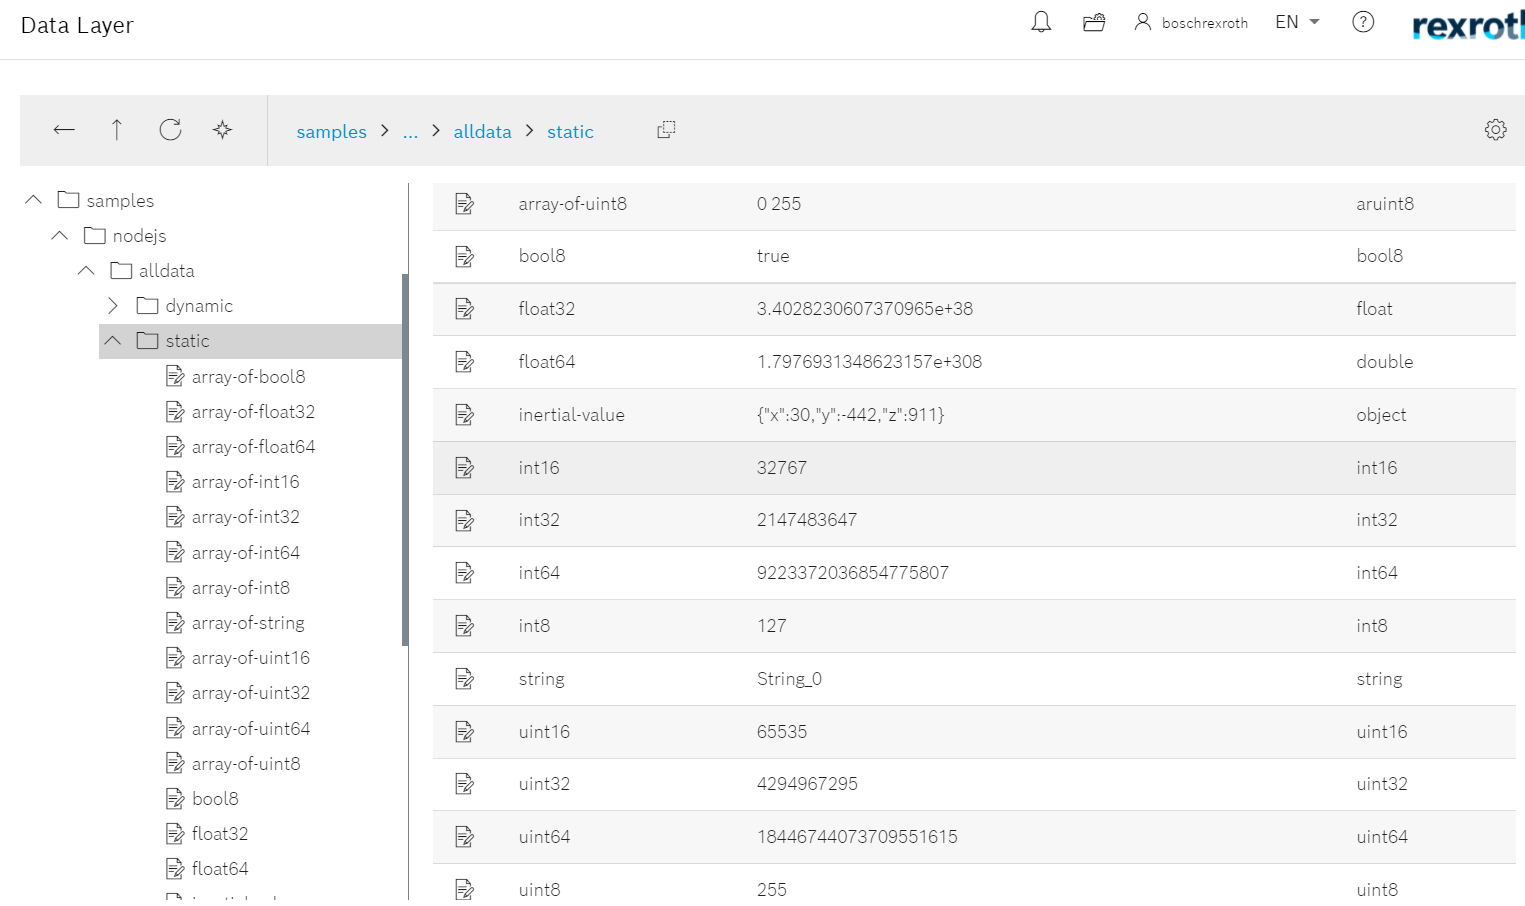 Data Layer
boschrexroth EN
samples > ... > alldata > static
samples
nodejs
alldata
dynamic
static
array-of-bool8
array-of-float32
array-of-float64
array-of-int16
array-of-int32
array-of-int64
array-of-int8
array-of-string
array-of-uint16
array-of-uint32
array-of-uint64
array-of-uint8
bool8
float32
float64
array-of-uint8 0 255 aruint8
bool8 true bool8
float32 3.4028230607370965e+38 float
float64 1.7976931348623157e+308 double
inertial-value {"x":30,"y":-442,"z":911} object
int16 32767 int16
int32 2147483647 int32
int64 9223372036854775807 int64
int8 127 int8
string String_0 string
uint16 65535 uint16
uint32 4294967295 uint32
uint64 18446744073709551615 uint64
uint8 255 uint8